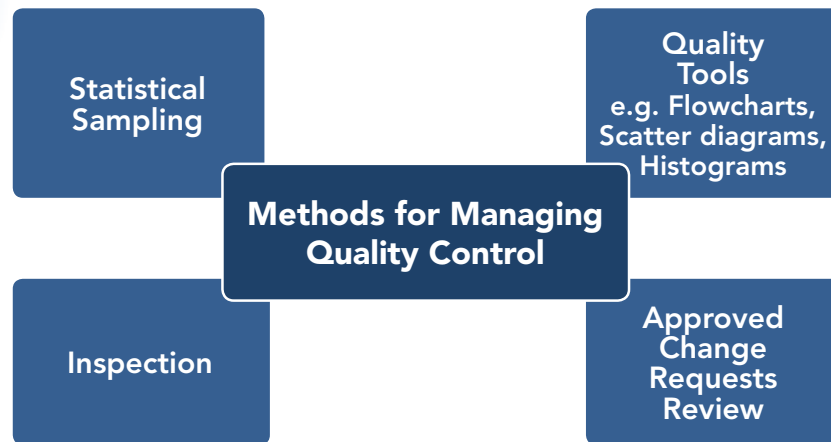 Statistical
Sampling
Quality
Tools
e.g. Flowcharts,
Scatter diagrams,
Histograms
Methods for Managing
Quality Control
Inspection
Approved
Change
Requests
Review